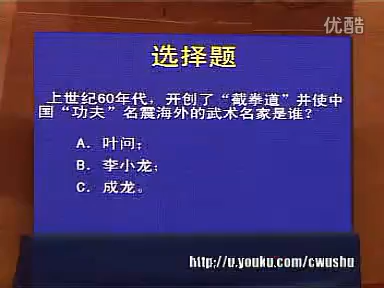 优酷
选择题
上世纪60年代，开创了“截拳道”并使中
国“功夫”名震海外的武术名家是谁？
A. 叶问；
B. 李小龙；
C. 成龙。
http://u.youku.com/cwushu